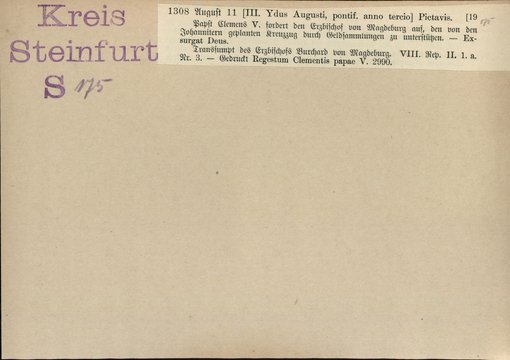 Kreis
Steinfurt
S 175
1308 August 11 [III. Ydus Augusti, pontif. anno tercio] Pictavis. [19
175
Papst Clemens V. fordert den Erzbischof von Magdeburg auf, den von den
Johannitern geplanten Kreuzzug durch Geldsammlungen zu unterstützen. — Ex-
surgat Deus.
Transsumpt des Erzbischofs Burchard von Magdeburg. VIII. Rep. II. 1. a.
Nr. 3. — Gedruckt Regestum Clementis papae V. 2990.